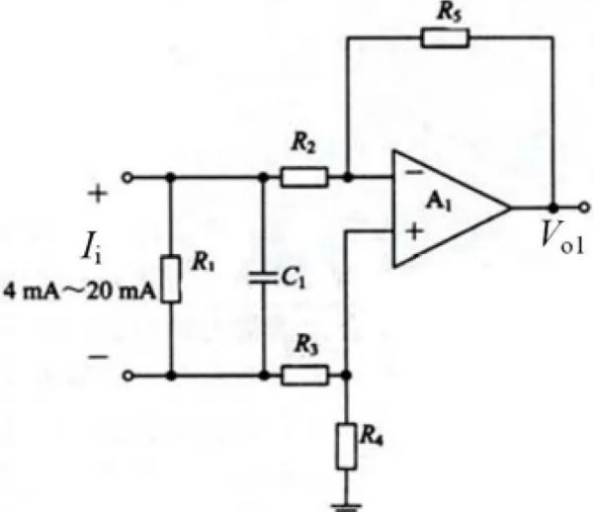 R₅
R₂
+
−
A₁
+
Iᵢ
R₁
C₁
Vₒ₁
4 mA～20 mA
−
R₃
R₄